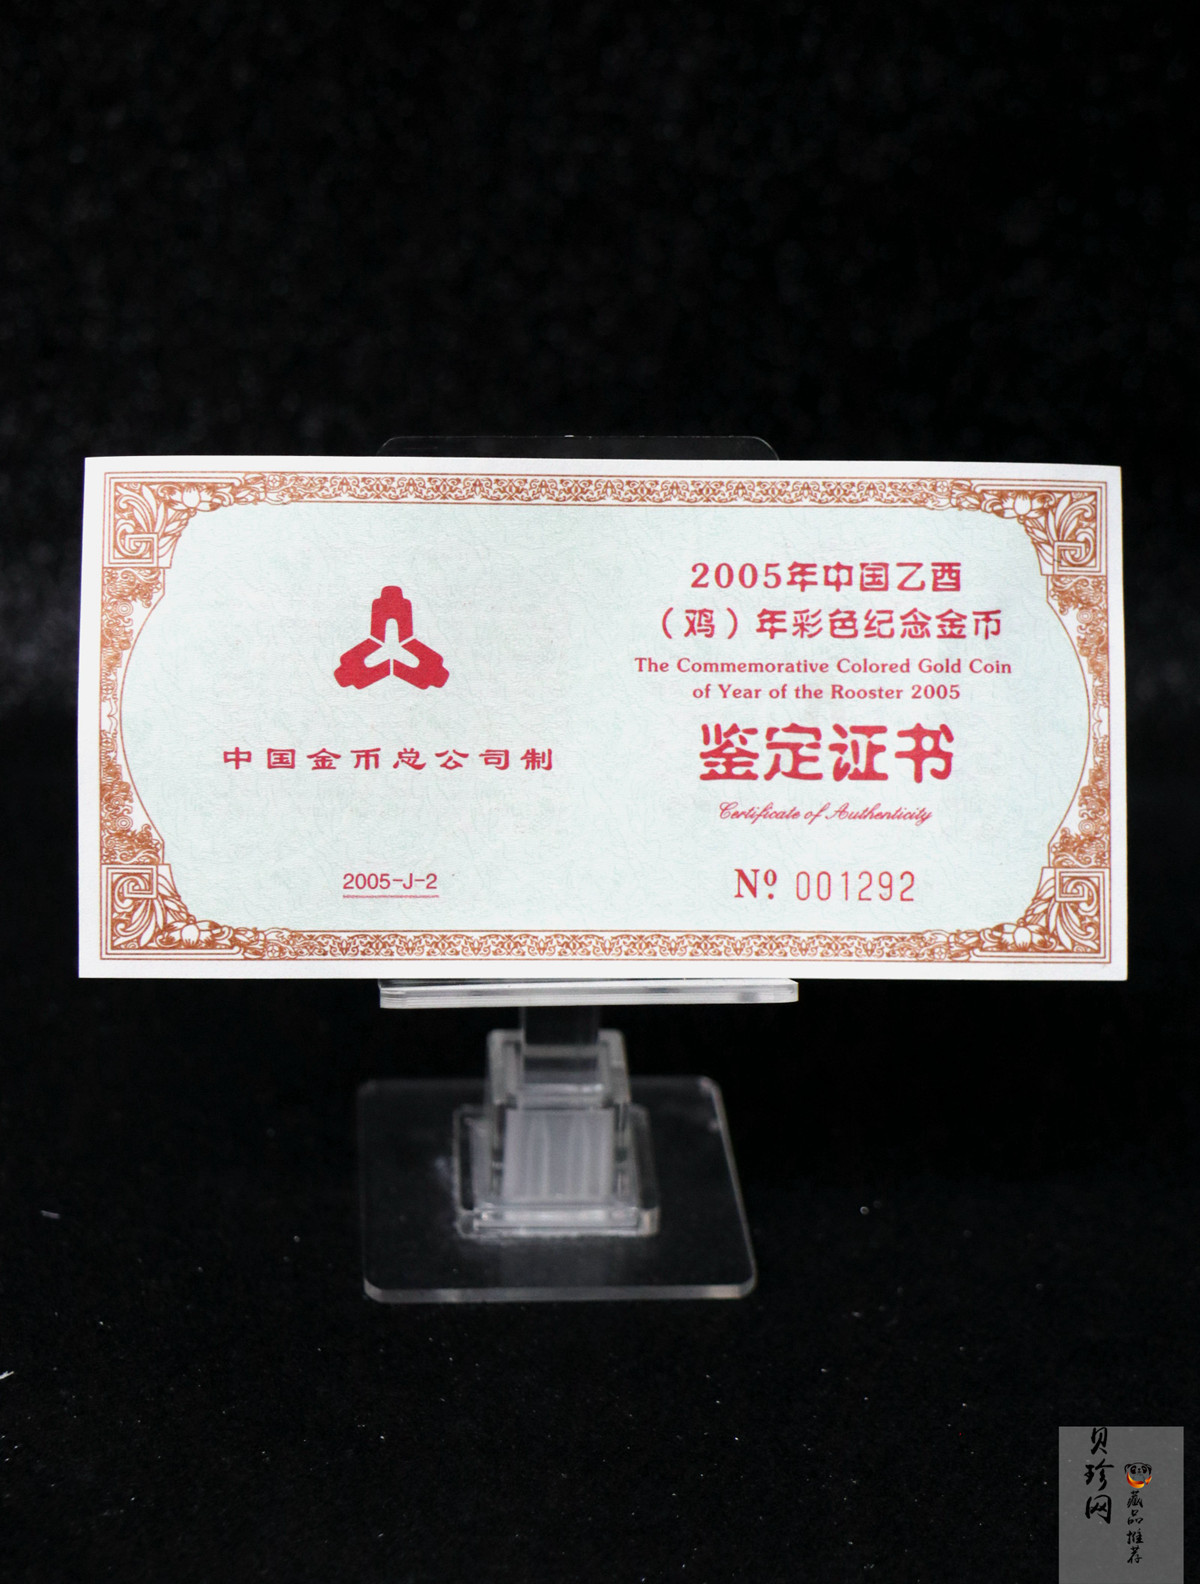 中国金币总公司制
2005-J-2
2005年中国乙酉
（鸡）年彩色纪念金币
The Commemorative Colored Gold Coin
of Year of the Rooster 2005
鉴定证书
Certificate of Authenticity
Nº. 001292
贝珍网
藏品推荐